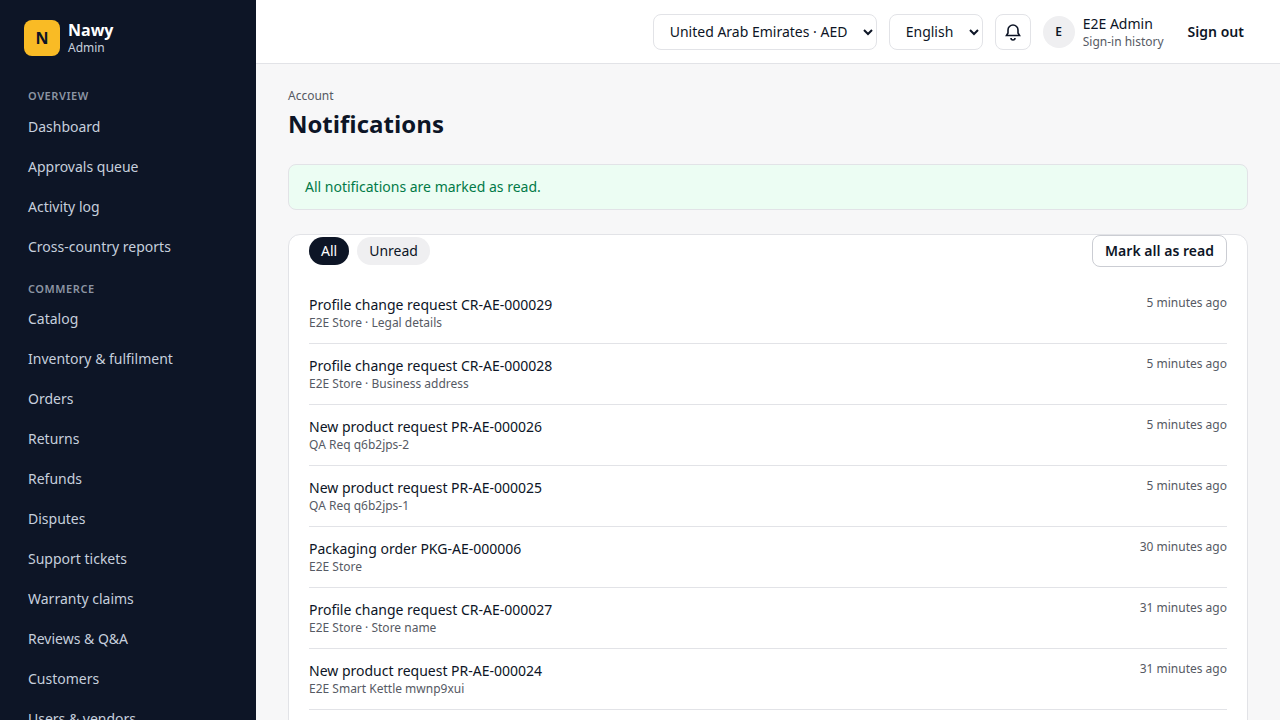 N
Nawy
Admin
OVERVIEW
Dashboard
Approvals queue
Activity log
Cross-country reports
COMMERCE
Catalog
Inventory & fulfilment
Orders
Returns
Refunds
Disputes
Support tickets
Warranty claims
Reviews & Q&A
Customers
Users & vendors
United Arab Emirates · AED
English
E
E2E Admin
Sign-in history
Sign out
Account
Notifications
All notifications are marked as read.
All
Unread
Mark all as read
Profile change request CR-AE-000029
5 minutes ago
E2E Store · Legal details
Profile change request CR-AE-000028
5 minutes ago
E2E Store · Business address
New product request PR-AE-000026
5 minutes ago
QA Req q6b2jps-2
New product request PR-AE-000025
5 minutes ago
QA Req q6b2jps-1
Packaging order PKG-AE-000006
30 minutes ago
E2E Store
Profile change request CR-AE-000027
31 minutes ago
E2E Store · Store name
New product request PR-AE-000024
31 minutes ago
E2E Smart Kettle mwnp9xui